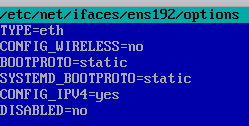 /etc/net/ifaces/ens192/options
TYPE=eth
CONFIG_WIRELESS=no
BOOTPROTO=static
SYSTEMD_BOOTPROTO=static
CONFIG_IPV4=yes
DISABLED=no